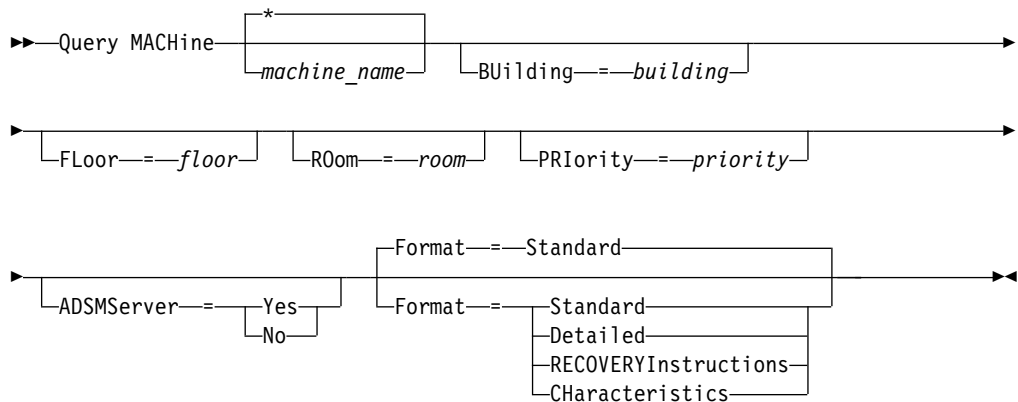 *
Query MACHine
machine_name
BUilding = building
FLoor = floor
ROom = room
PRIority = priority
Format = Standard
ADSMServer = Yes
No
Format = Standard
Detailed
RECOVERYInstructions
CHaracteristics